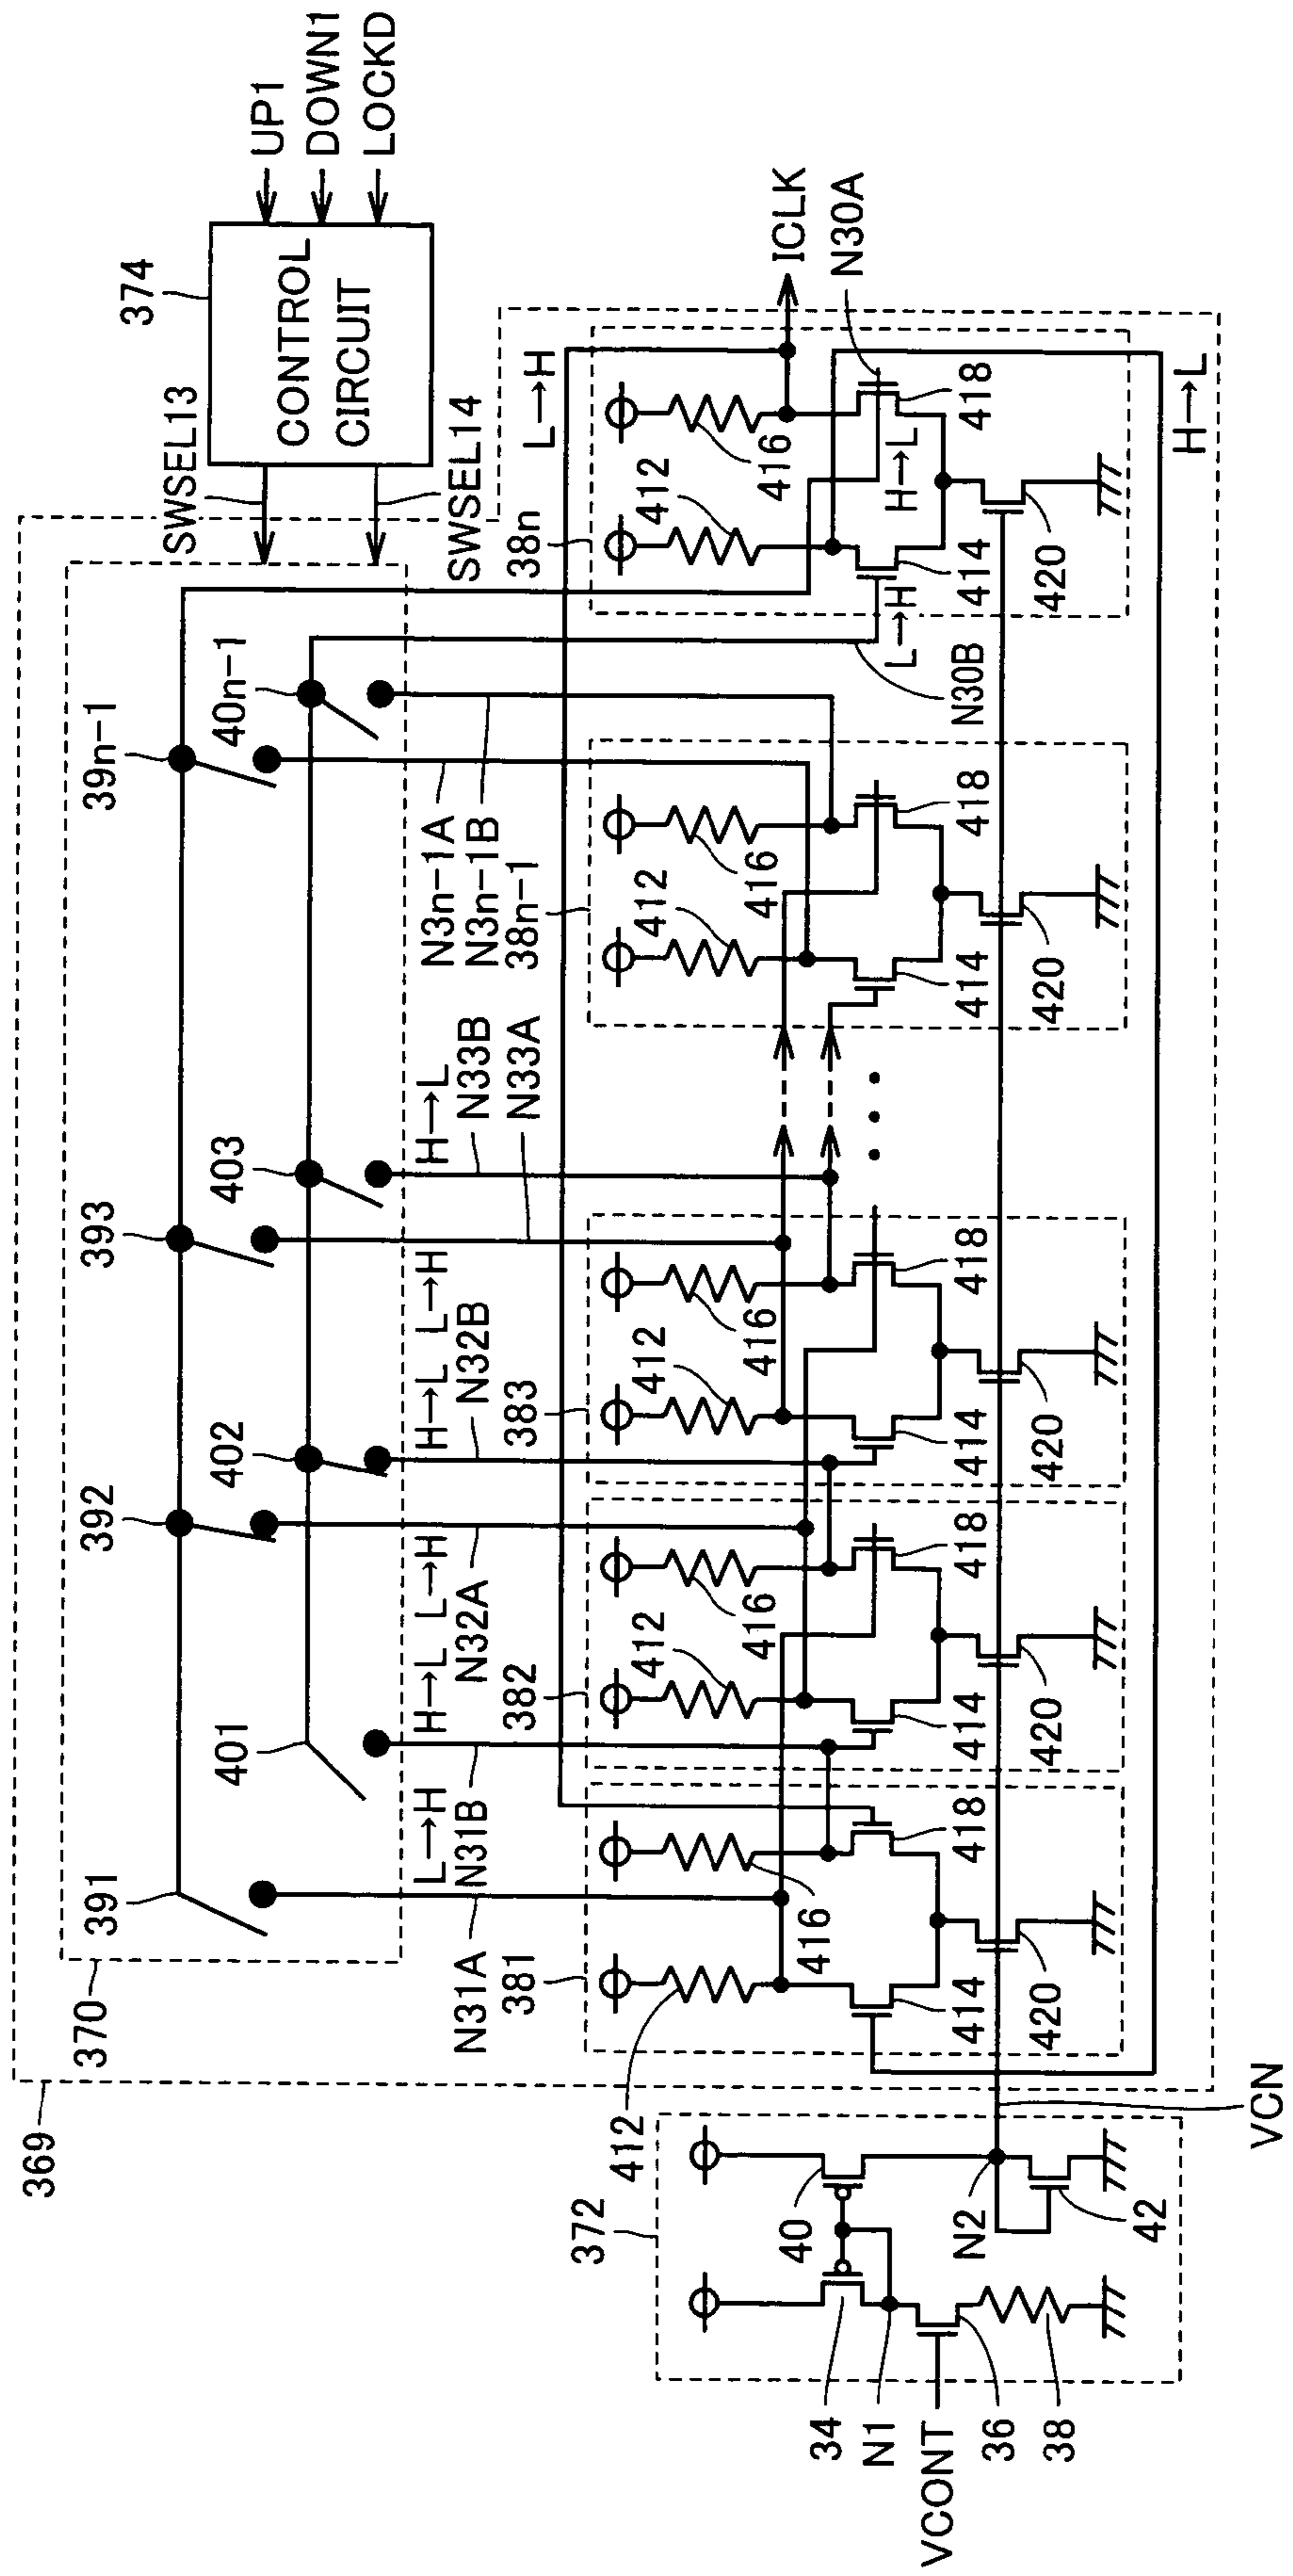 UP1
DOWN1
LOCKD
374
CONTROL
CIRCUIT
SWSEL13
SWSEL14
ICLK
N30A
L→H
38n
412
416
418
H→L
414
L→H
420
N30B
H→L
39n-1
40n-1
N3n-1A
N3n-1B
38n-1
412
416
418
414
420
393
403
H→L
N33B
N33A
L→H
H→L
N32B
383
412
416
418
414
420
392
402
L→H
H→L
N32A
382
412
416
418
414
420
391
401
L→H
N31B
N31A
381
412
416
418
414
420
370
369
VCN
372
40
N2
42
34
N1
VCONT
36
38